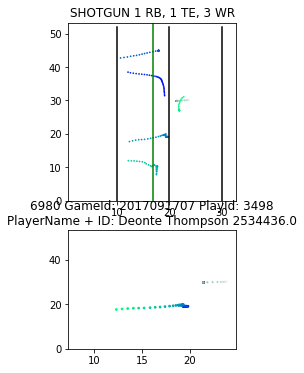 SHOTGUN 1 RB, 1 TE, 3 WR
50
40
30
20
10
0
10 20 30
6980 GameId: 2017091707 PlayId: 3498
PlayerName + ID: Deonte Thompson 2534436.0
40
20
0
10 15 20